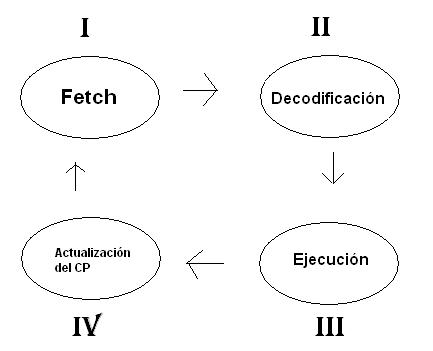 I
II
Fetch
Decodificación
Actualización
del CP
Ejecución
IV
III